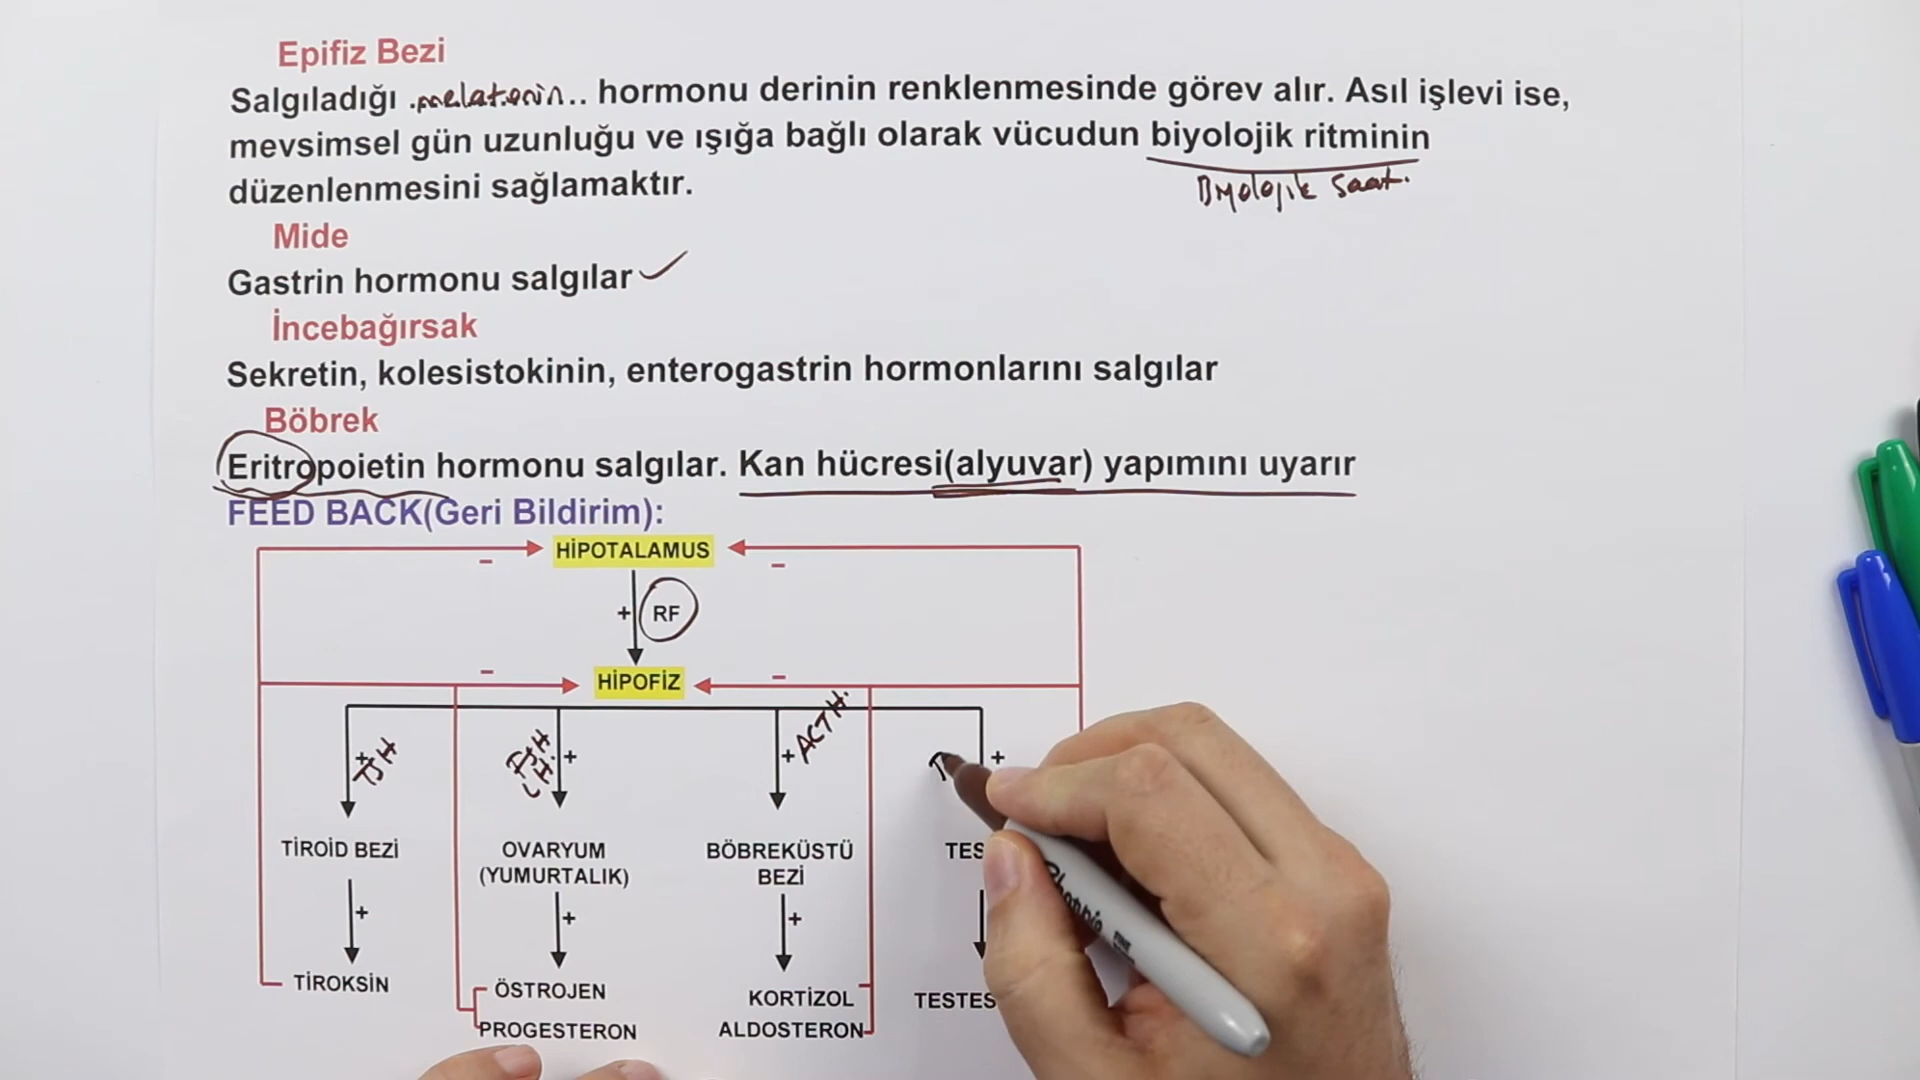 Epifiz Bezi
Salgıladığı .melatonin.. hormonu derinin renklenmesinde görev alır. Asıl işlevi ise,
mevsimsel gün uzunluğu ve ışığa bağlı olarak vücudun biyolojik ritminin
Biyolojik Saat.
düzenlenmesini sağlamaktır.
Mide
Gastrin hormonu salgılar
İncebağırsak
Sekretin, kolesistokinin, enterogastrin hormonlarını salgılar
Böbrek
Eritropoietin hormonu salgılar. Kan hücresi(alyuvar) yapımını uyarır
FEED BACK(Geri Bildirim):
HİPOTALAMUS
- -
+ RF
- -
HİPOFİZ
+ TSH FSH LH + + ACTH. +
TİROİD BEZİ OVARYUM BÖBREKÜSTÜ TES
(YUMURTALIK) BEZİ
+ + +
TİROKSİN ÖSTROJEN KORTİZOL TESTES
PROGESTERON ALDOSTERON
Sharpie